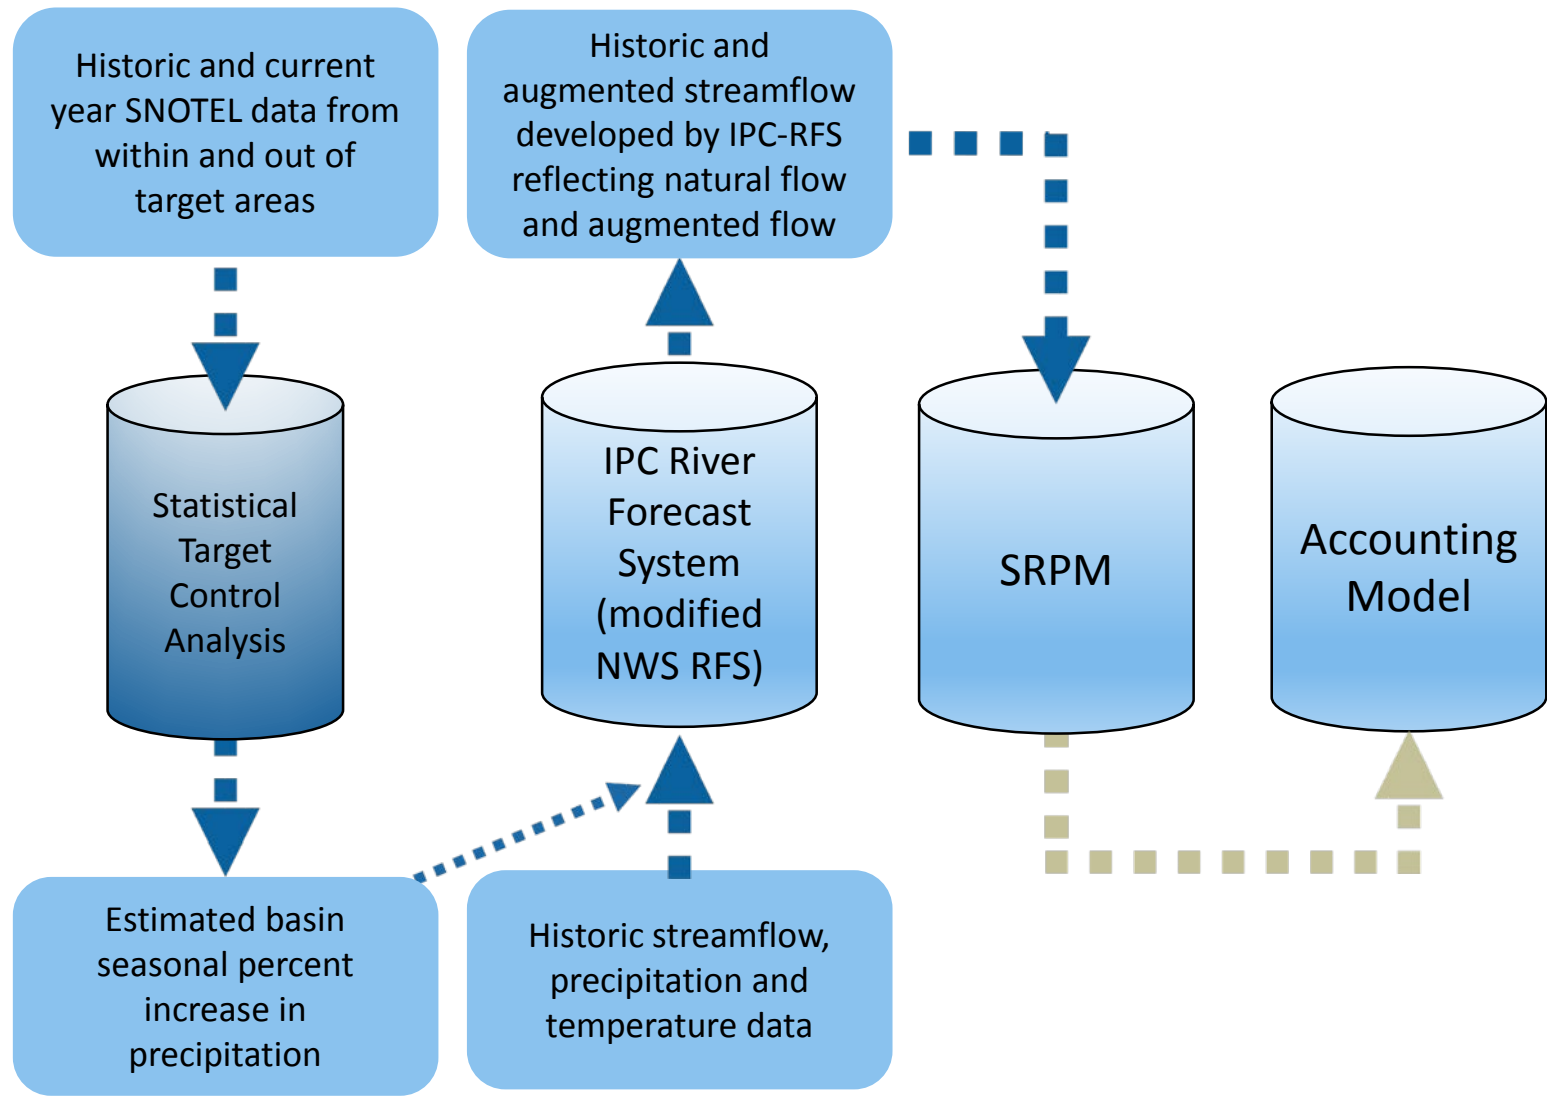 Historic and current
year SNOTEL data from
within and out of
target areas
Historic and
augmented streamflow
developed by IPC-RFS
reflecting natural flow
and augmented flow
Statistical
Target
Control
Analysis
IPC River
Forecast
System
(modified
NWS RFS)
SRPM
Accounting
Model
Estimated basin
seasonal percent
increase in
precipitation
Historic streamflow,
precipitation and
temperature data